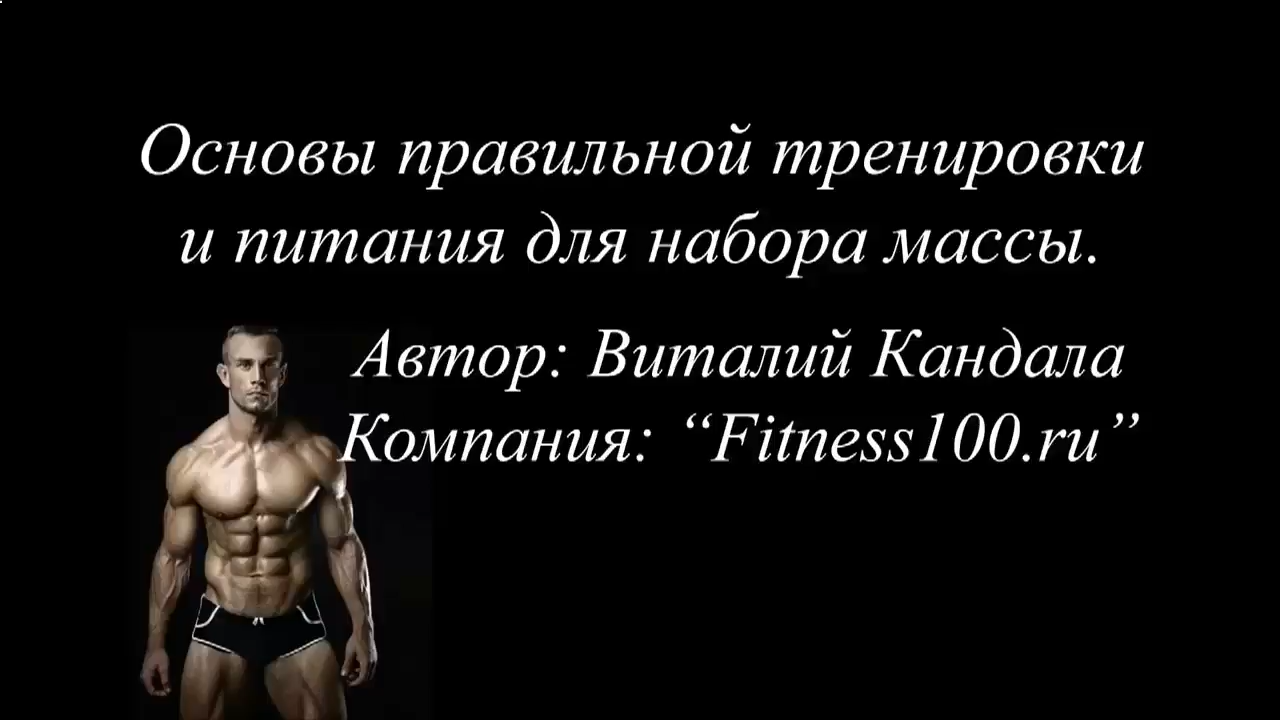 Основы правильной тренировки
и питания для набора массы.
Автор: Виталий Кандала
Компания: “Fitness100.ru”